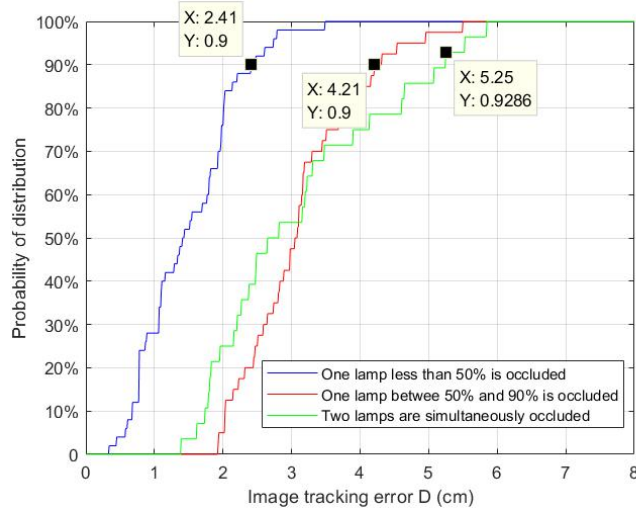 100%
90%
80%
70%
60%
50%
40%
30%
20%
10%
0
Probability of distribution
X: 2.41
Y: 0.9
X: 4.21
Y: 0.9
X: 5.25
Y: 0.9286
One lamp less than 50% is occluded
One lamp betwee 50% and 90% is occluded
Two lamps are simultaneously occluded
0 1 2 3 4 5 6 7 8
Image tracking error D (cm)